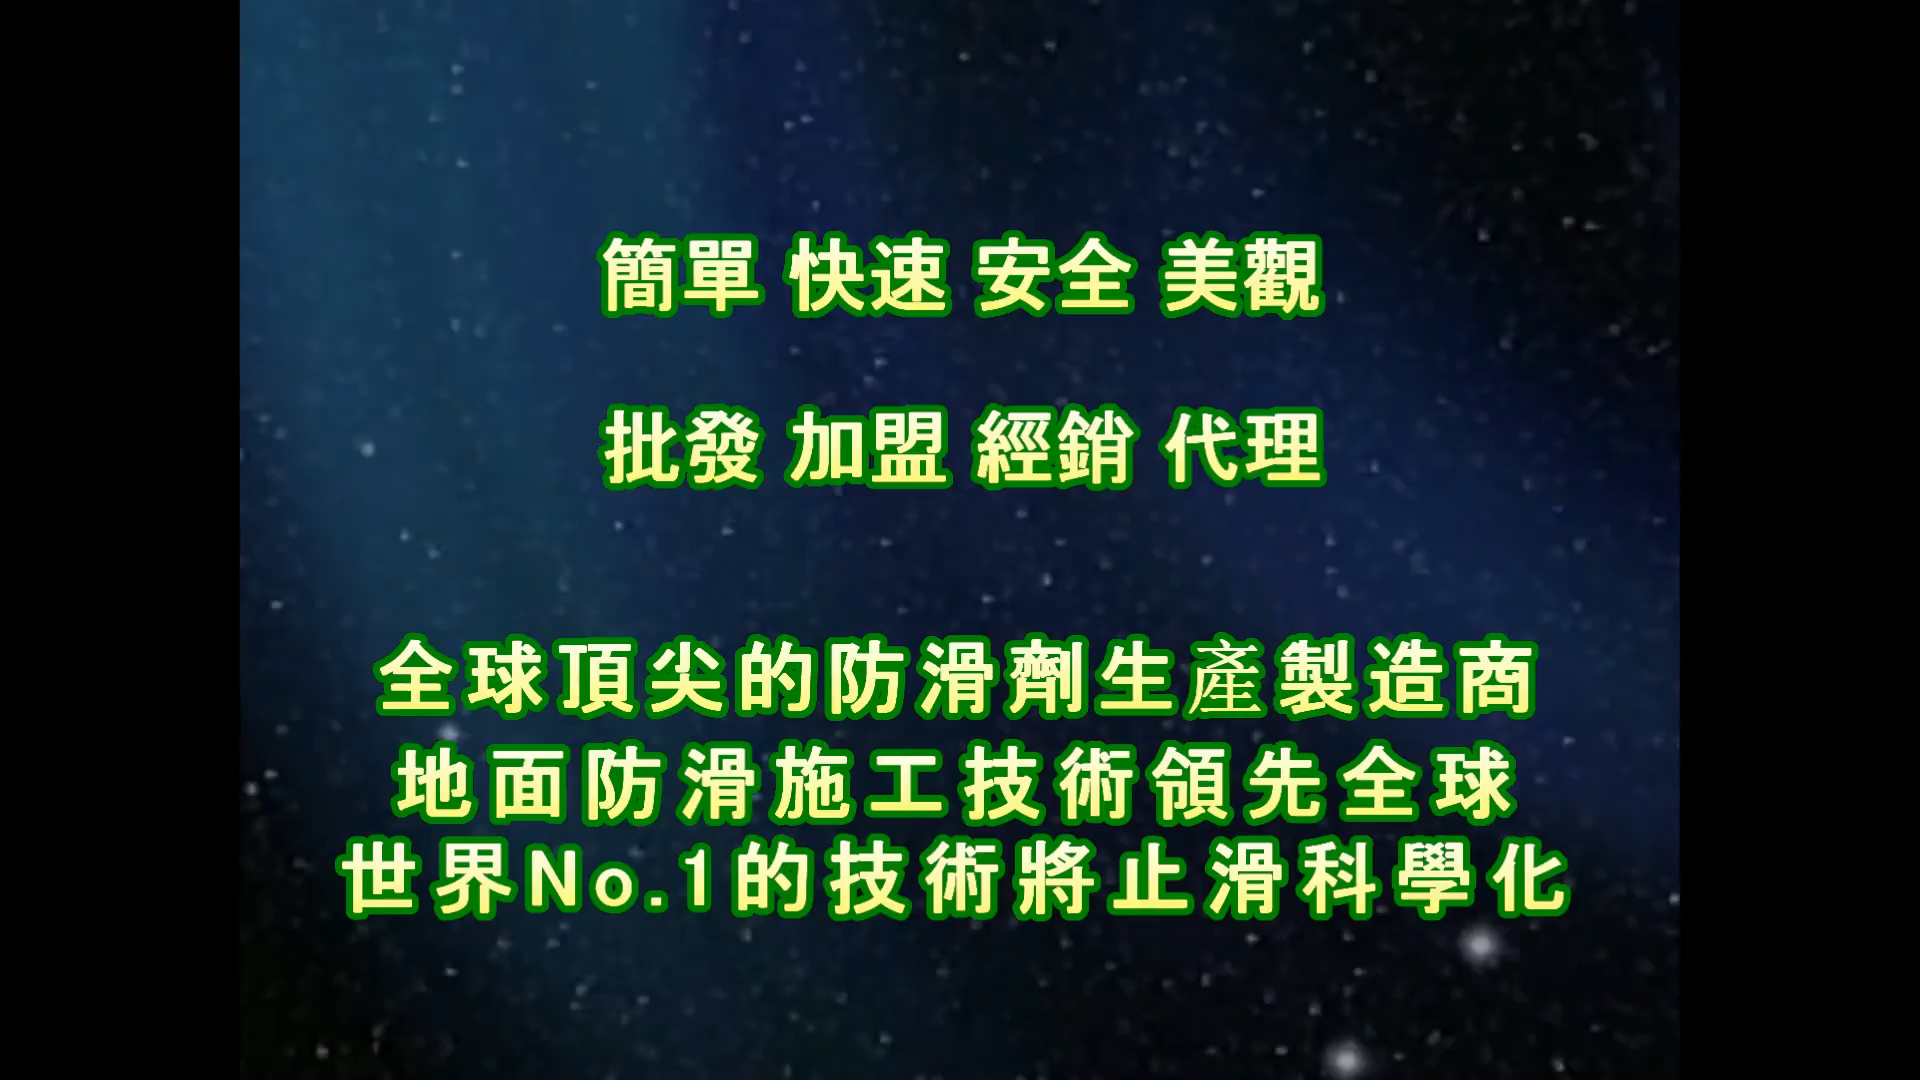 簡單 快速 安全 美觀
批發 加盟 經銷 代理
全球頂尖的防滑劑生產製造商
地面防滑施工技術領先全球
世界No.1的技術將止滑科學化